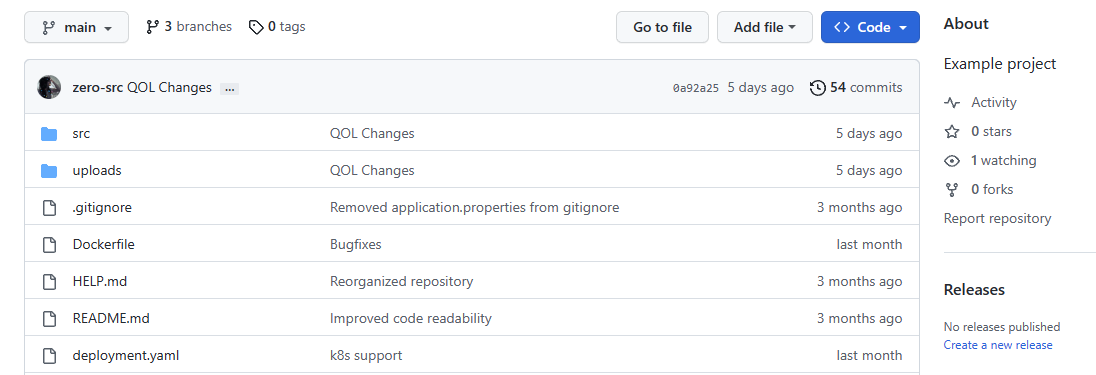 main 3 branches 0 tags Go to file Add file Code
zero-src QOL Changes ... 0a92a25 5 days ago 54 commits
src QOL Changes 5 days ago
uploads QOL Changes 5 days ago
.gitignore Removed application.properties from gitignore 3 months ago
Dockerfile Bugfixes last month
HELP.md Reorganized repository 3 months ago
README.md Improved code readability 3 months ago
deployment.yaml k8s support last month
About
Example project
Activity
0 stars
1 watching
0 forks
Report repository
Releases
No releases published
Create a new release